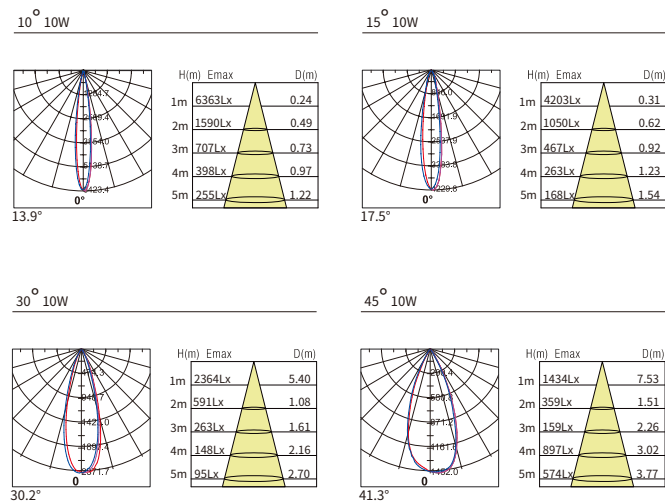 10° 10W
H(m) Emax D(m)
1m 6363Lx 0.24
2m 1590Lx 0.49
3m 707Lx 0.73
4m 398Lx 0.97
5m 255Lx 1.22
0°
13.9°
15° 10W
H(m) Emax D(m)
1m 4203Lx 0.31
2m 1050Lx 0.62
3m 467Lx 0.92
4m 263Lx 1.23
5m 168Lx 1.54
0°
17.5°
30° 10W
H(m) Emax D(m)
1m 2364Lx 5.40
2m 591Lx 1.08
3m 263Lx 1.61
4m 148Lx 2.16
5m 95Lx 2.70
0°
30.2°
45° 10W
H(m) Emax D(m)
1m 1434Lx 7.53
2m 359Lx 1.51
3m 159Lx 2.26
4m 897Lx 3.02
5m 574Lx 3.77
0°
41.3°